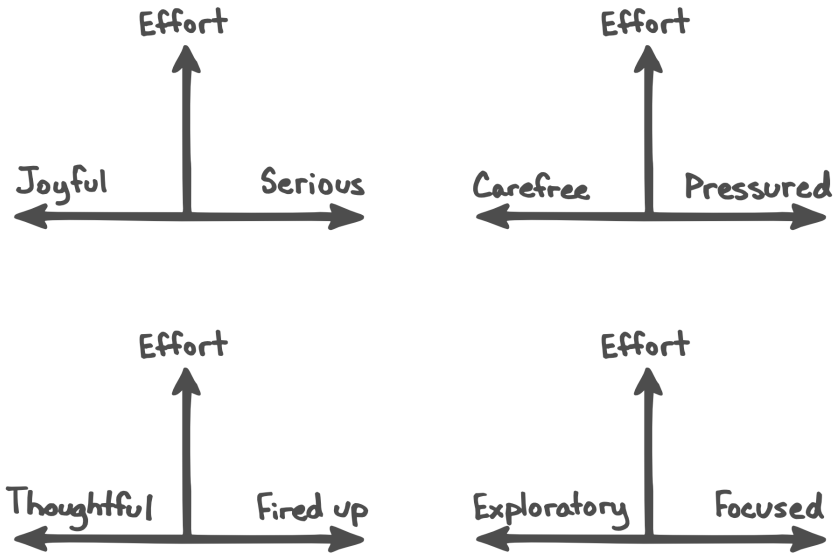 Effort
Joyful Serious
Effort
Carefree Pressured
Effort
Thoughtful Fired up
Effort
Exploratory Focused